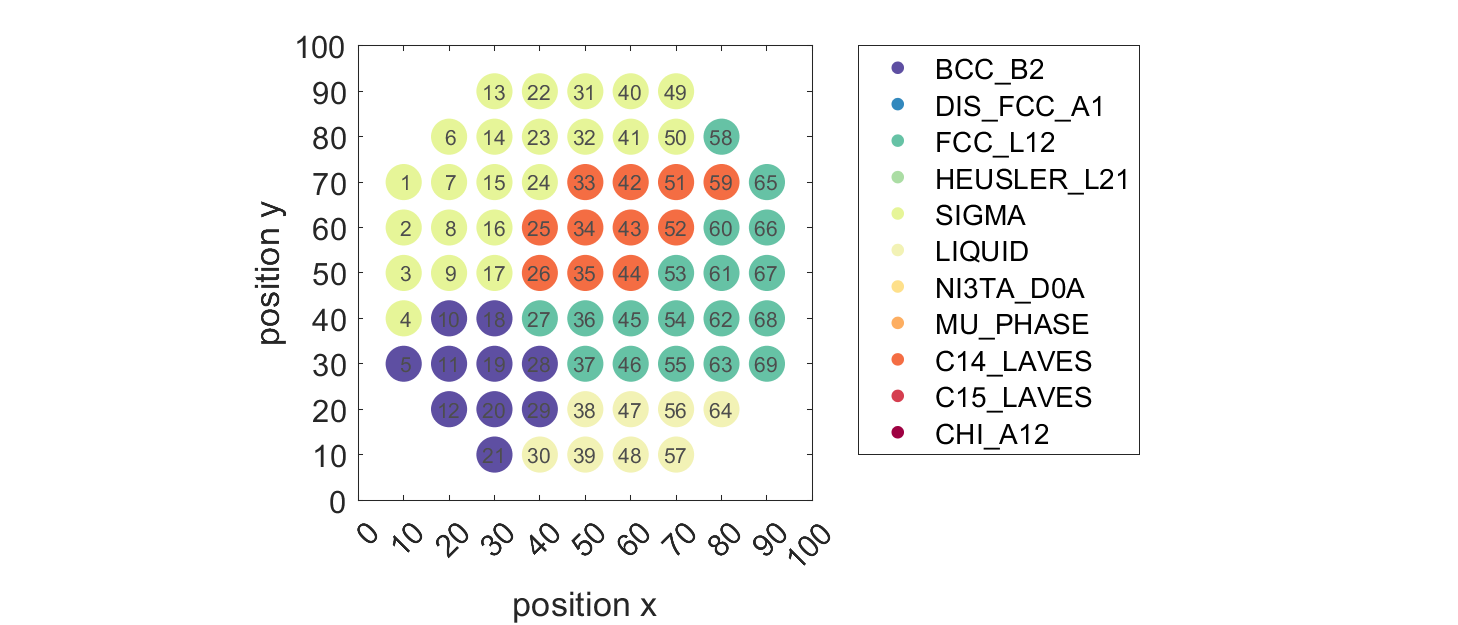 100
90
80
70
60
50
40
30
20
10
0
position y
13 22 31 40 49
6 14 23 32 41 50 58
1 7 15 24 33 42 51 59 65
2 8 16 25 34 43 52 60 66
3 9 17 26 35 44 53 61 67
4 10 18 27 36 45 54 62 68
5 11 19 28 37 46 55 63 69
12 20 29 38 47 56 64
21 30 39 48 57
0 10 20 30 40 50 60 70 80 90 100
position x
BCC_B2
DIS_FCC_A1
FCC_L12
HEUSLER_L21
SIGMA
LIQUID
NI3TA_D0A
MU_PHASE
C14_LAVES
C15_LAVES
CHI_A12